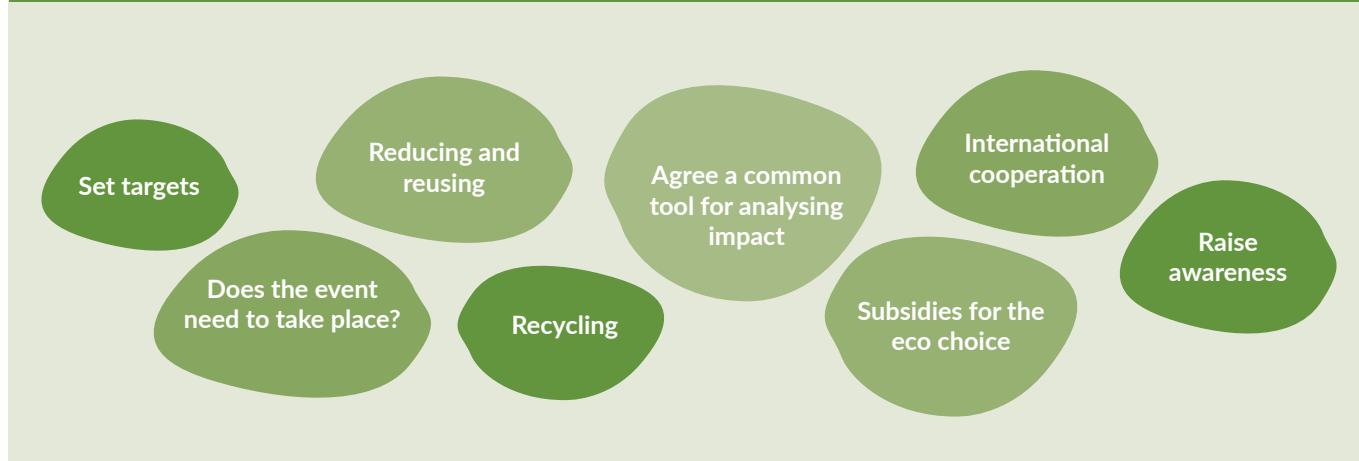 Set targets
Does the event
need to take place?
Reducing and
reusing
Recycling
Agree a common
tool for analysing
impact
Subsidies for the
eco choice
International
cooperation
Raise
awareness